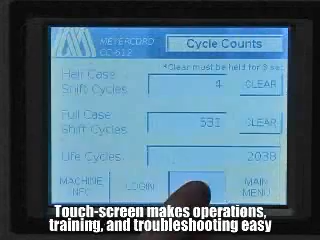 MEYERCORD
CC-612
Cycle Counts
*Clear must be held for 3 sec
Half Case
Shift Cycles
4
CLEAR
Full Case
Shift Cycles
531
CLEAR
Life Cycles
2038
MACHINE
INFO
LOGIN
MAIN
MENU
Touch-screen makes operations,
training, and troubleshooting easy